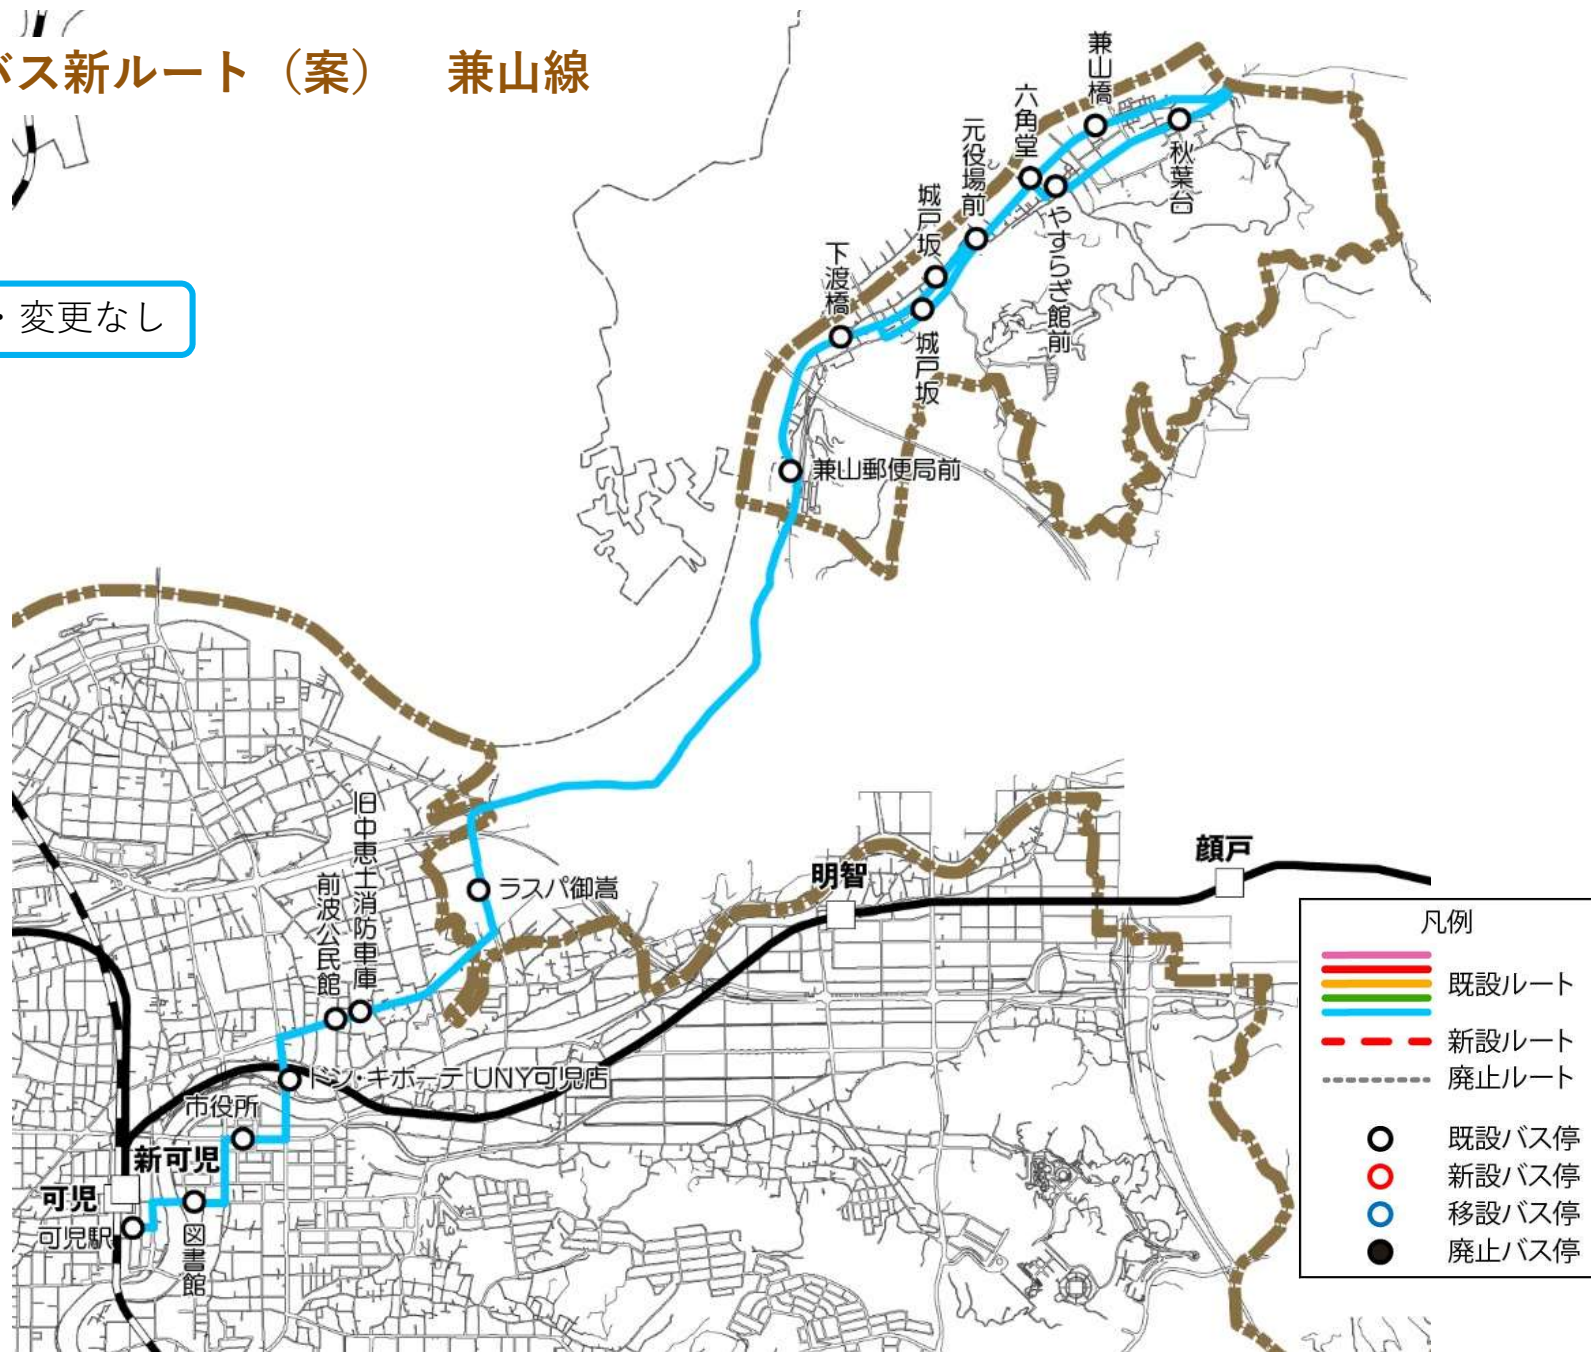 バス新ルート（案）　兼山線
・変更なし
兼山橋
六角堂
元役場前
秋葉台
城戸坂
やすらぎ館前
下渡橋
城戸坂
兼山郵便局前
旧中恵土消防車庫
前波公民館
ラスパ御嵩
明智
顔戸
ドン・キホーテ UNY可児店
市役所
新可児
可児
可児駅
図書館
凡例
既設ルート
新設ルート
廃止ルート
既設バス停
新設バス停
移設バス停
廃止バス停